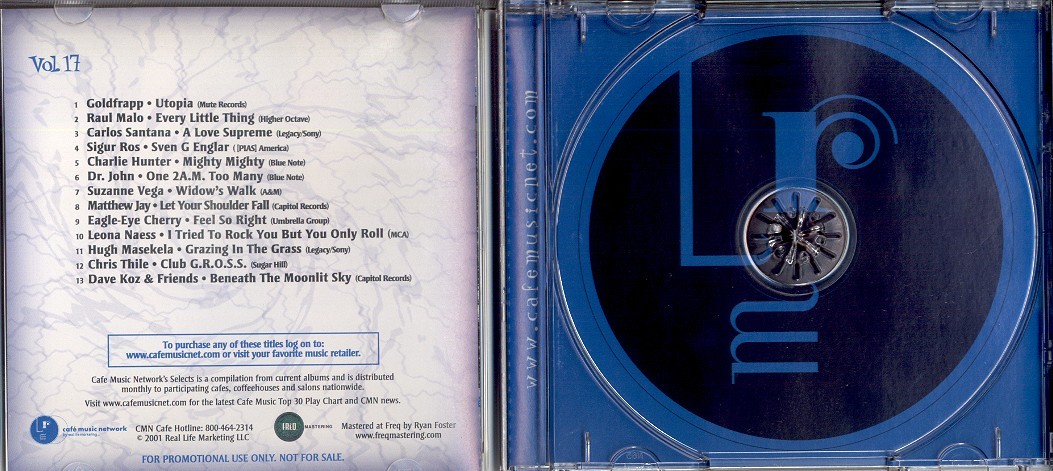 Vol. 17
1 Goldfrapp • Utopia (Mute Records)
2 Raul Malo • Every Little Thing (Higher Octave)
3 Carlos Santana • A Love Supreme (Legacy/Sony)
4 Sigur Ros • Sven G Englar ( [PIAS] America)
5 Charlie Hunter • Mighty Mighty (Blue Note)
6 Dr. John • One 2A.M. Too Many (Blue Note)
7 Suzanne Vega • Widow's Walk (A&M)
8 Matthew Jay • Let Your Shoulder Fall (Capitol Records)
9 Eagle-Eye Cherry • Feel So Right (Umbrella Group)
10 Leona Naess • I Tried To Rock You But You Only Roll (MCA)
11 Hugh Masekela • Grazing In The Grass (Legacy/Sony)
12 Chris Thile • Club G.R.O.S.S. (Sugar Hill)
13 Dave Koz & Friends • Beneath The Moonlit Sky (Capitol Records)
To purchase any of these titles log on to:
www.cafemusicnet.com or visit your favorite music retailer.
Cafe Music Network's Selects is a compilation from current albums and is distributed
monthly to participating cafes, coffeehouses and salons nationwide.
Visit www.cafemusicnet.com for the latest Cafe Music Top 30 Play Chart and CMN news.
café music network
CMN Cafe Hotline: 800-464-2314
© 2001 Real Life Marketing LLC
FREQ MASTERING
Mastered at Freq by Ryan Foster
www.freqmastering.com
FOR PROMOTIONAL USE ONLY. NOT FOR SALE.
www.cafemusicnet.com
L r m